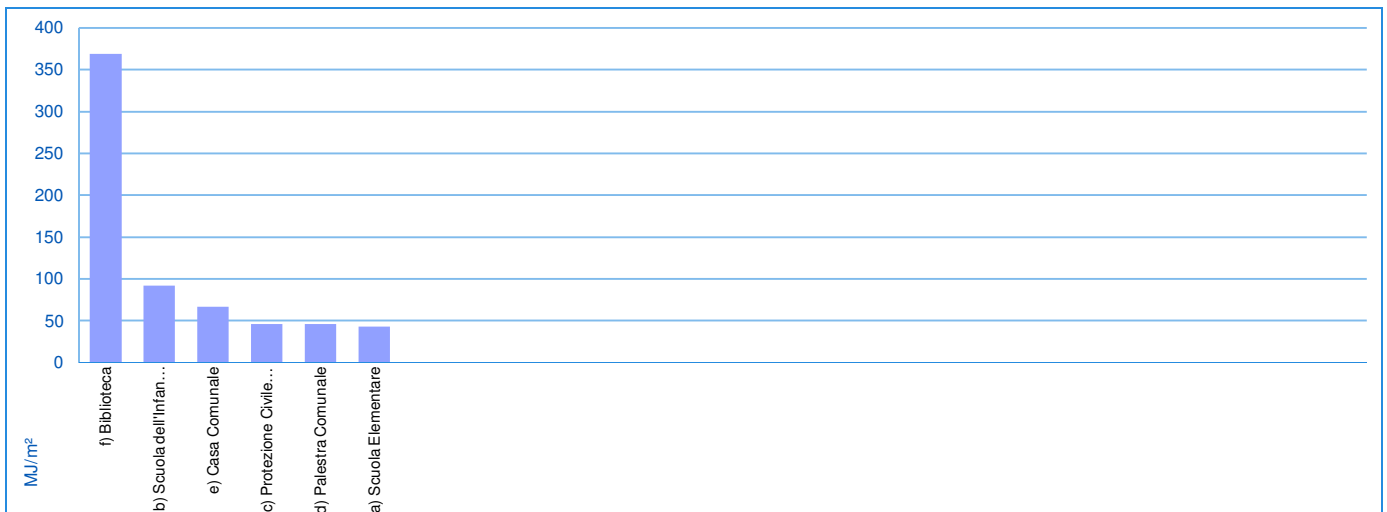 400
350
300
250
200
150
100
50
0
MJ/m²
f) Biblioteca
b) Scuola dell'Infan...
e) Casa Comunale
c) Protezione Civile...
d) Palestra Comunale
a) Scuola Elementare